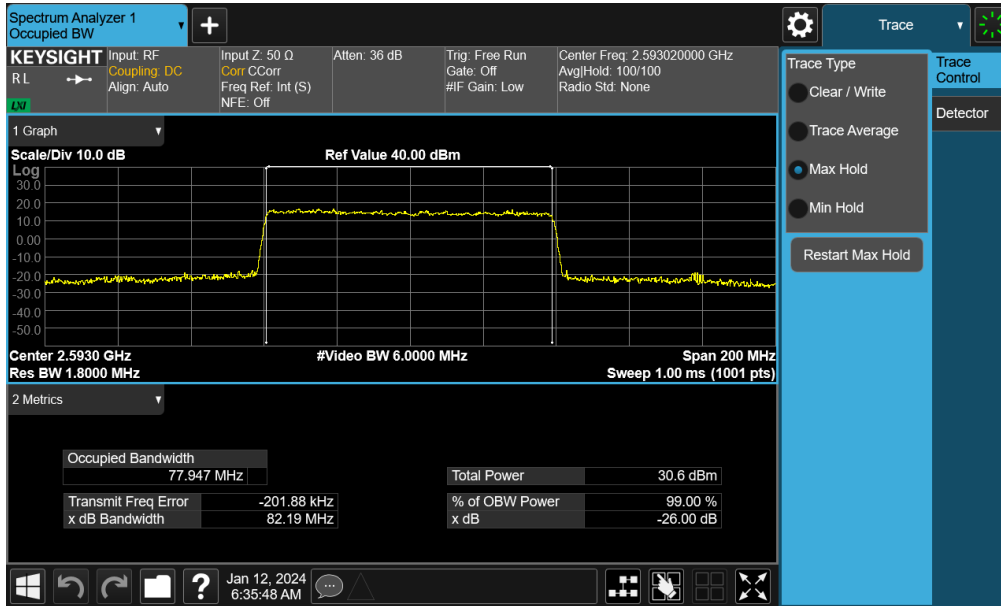 Spectrum Analyzer 1
Occupied BW
Trace
KEYSIGHT
R L
LXI
Input: RF
Coupling: DC
Align: Auto
Input Z: 50 Ω
Corr CCorr
Freq Ref: Int (S)
NFE: Off
Atten: 36 dB
Trig: Free Run
Gate: Off
#IF Gain: Low
Center Freq: 2.593020000 GHz
Avg|Hold: 100/100
Radio Std: None
Trace Type
Clear / Write
Trace Average
Max Hold
Min Hold
Restart Max Hold
Trace
Control
Detector
1 Graph
Scale/Div 10.0 dB
Ref Value 40.00 dBm
Log
30.0
20.0
10.0
0.00
-10.0
-20.0
-30.0
-40.0
-50.0
Center 2.5930 GHz
#Video BW 6.0000 MHz
Span 200 MHz
Res BW 1.8000 MHz
Sweep 1.00 ms (1001 pts)
2 Metrics
Occupied Bandwidth
77.947 MHz
Total Power 30.6 dBm
Transmit Freq Error -201.88 kHz
% of OBW Power 99.00 %
x dB Bandwidth 82.19 MHz
x dB -26.00 dB
?
Jan 12, 2024
6:35:48 AM